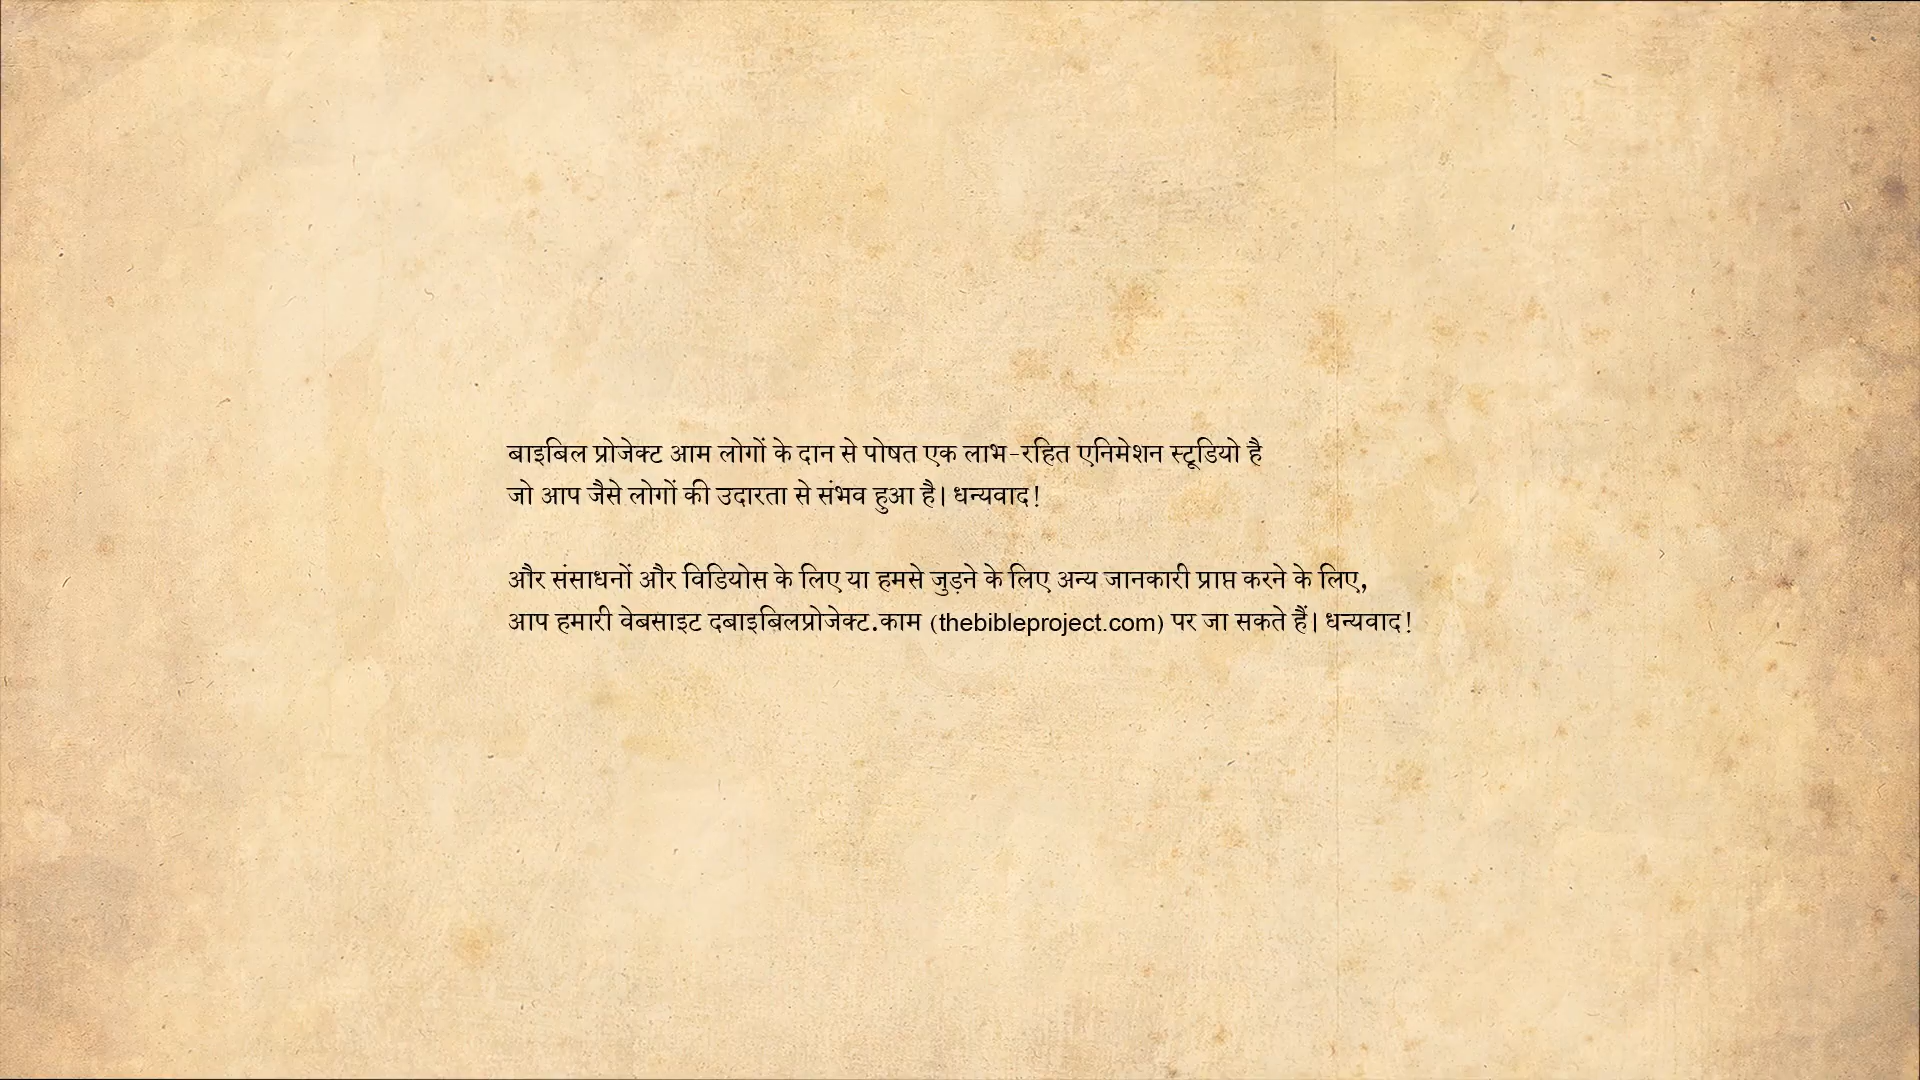 बाइबिल प्रोजेक्ट आम लोगों के दान से पोषत एक लाभ-रहित एनिमेशन स्टूडियो है
जो आप जैसे लोगों की उदारता से संभव हुआ है। धन्यवाद!
और संसाधनों और विडियोस के लिए या हमसे जुड़ने के लिए अन्य जानकारी प्राप्त करने के लिए,
आप हमारी वेबसाइट दबाइबिलप्रोजेक्ट.काम (thebibleproject.com) पर जा सकते हैं। धन्यवाद!